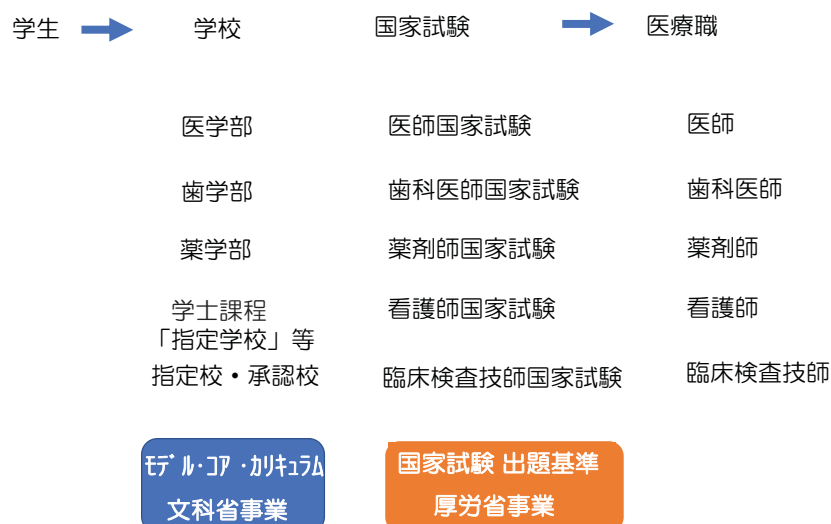 学生 学校 国家試験 医療職
医学部 医師国家試験 医師
歯学部 歯科医師国家試験 歯科医師
薬学部 薬剤師国家試験 薬剤師
学士課程 看護師国家試験 看護師
「指定学校」等
指定校・承認校 臨床検査技師国家試験 臨床検査技師
ﾓﾃﾞﾙ･ｺｱ･ｶﾘｷｭﾗﾑ 国家試験 出題基準
文科省事業 厚労省事業